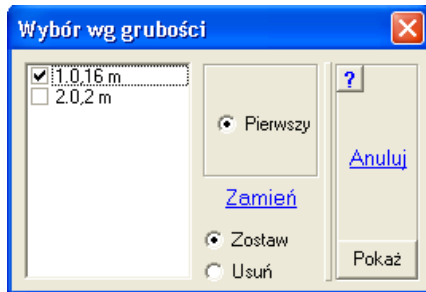 Wybór wg grubości
1.0,16 m
2.0,2 m
Pierwszy
Zamień
Zostaw
Usuń
?
Anuluj
Pokaż